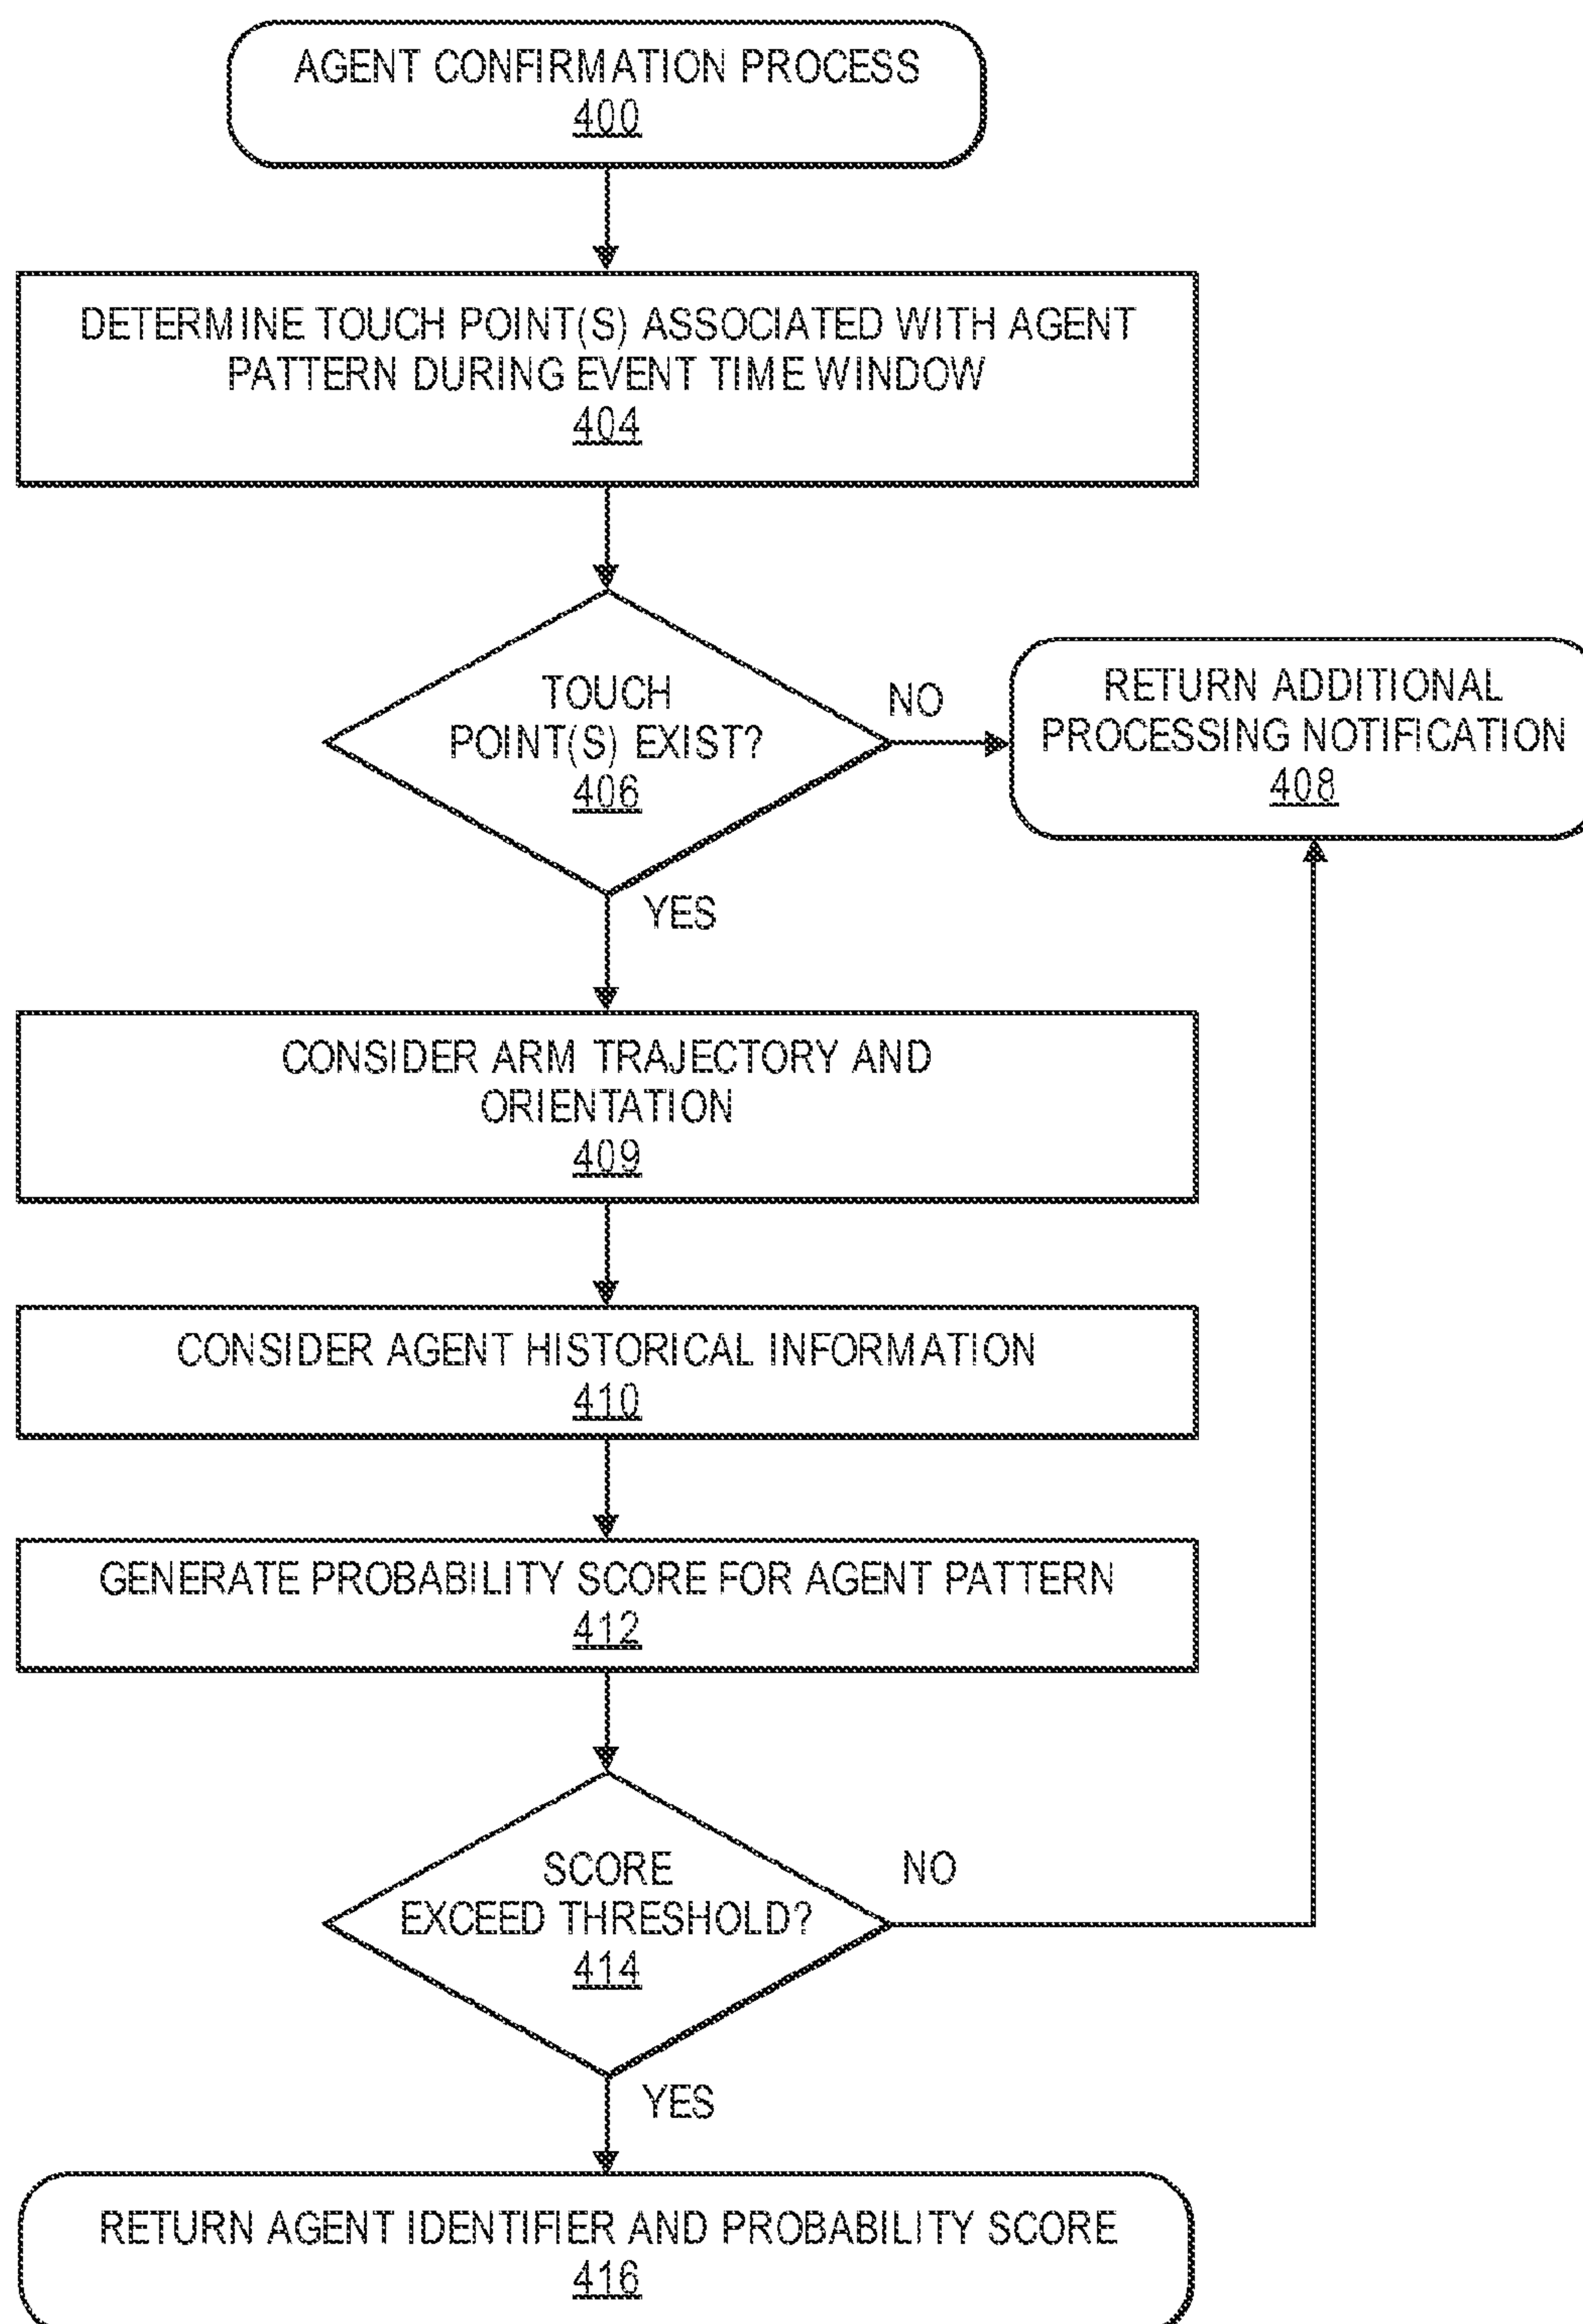 AGENT CONFIRMATION PROCESS
400
DETERMINE TOUCH POINT(S) ASSOCIATED WITH AGENT
PATTERN DURING EVENT TIME WINDOW
404
TOUCH
POINT(S) EXIST?
406
NO
RETURN ADDITIONAL
PROCESSING NOTIFICATION
408
YES
CONSIDER ARM TRAJECTORY AND
ORIENTATION
409
CONSIDER AGENT HISTORICAL INFORMATION
410
GENERATE PROBABILITY SCORE FOR AGENT PATTERN
412
SCORE
EXCEED THRESHOLD?
414
NO
YES
RETURN AGENT IDENTIFIER AND PROBABILITY SCORE
416